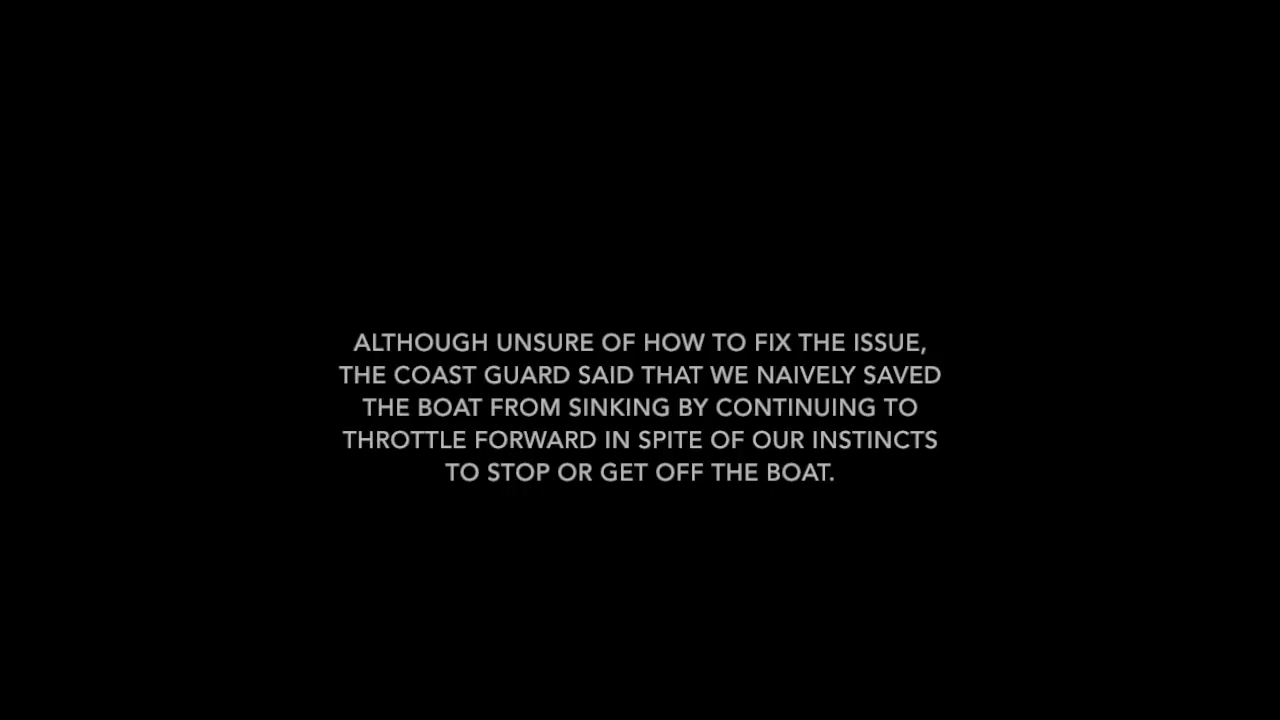 ALTHOUGH UNSURE OF HOW TO FIX THE ISSUE,
THE COAST GUARD SAID THAT WE NAIVELY SAVED
THE BOAT FROM SINKING BY CONTINUING TO
THROTTLE FORWARD IN SPITE OF OUR INSTINCTS
TO STOP OR GET OFF THE BOAT.